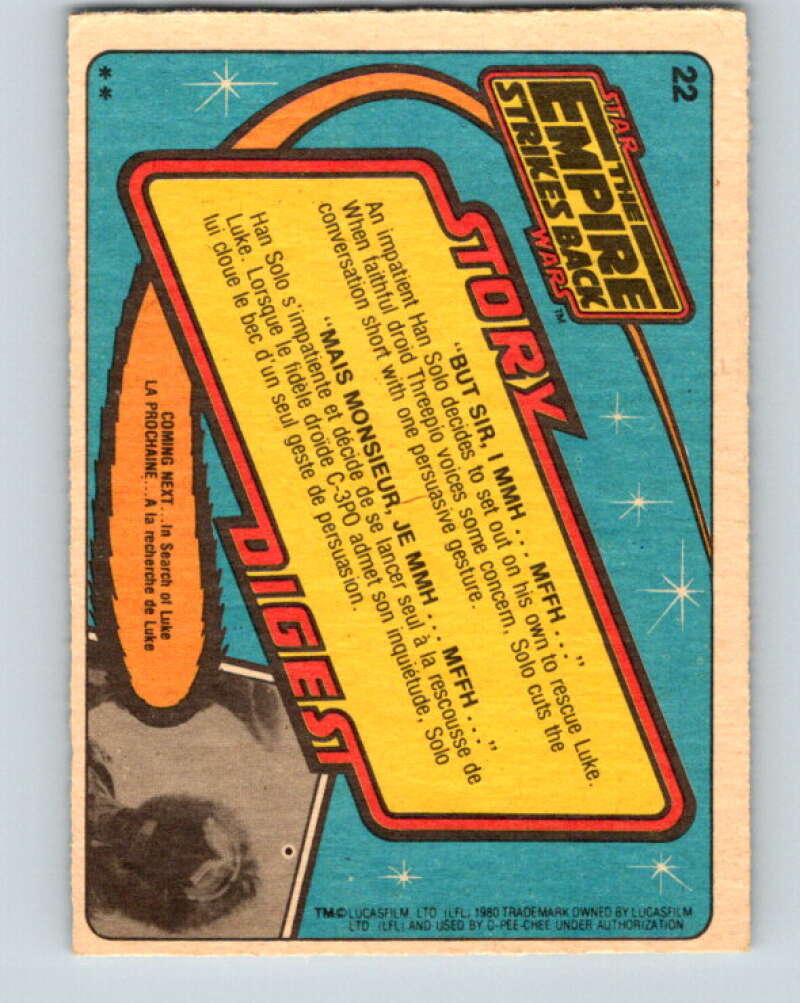 22
STAR
THE
EMPIRE
STRIKES BACK
WARS™
STORY
"BUT SIR, I MMH... MFFH..."
An impatient Han Solo decides to set out on his own to rescue Luke.
When faithful droid Threepio voices some concern, Solo cuts the
conversation short with one persuasive gesture.
"MAIS MONSIEUR, JE MMH... MFFH..."
Han Solo s'impatiente et décide de se lancer seul à la rescousse de
Luke. Lorsque le fidèle droïde C-3PO admet son inquiétude, Solo
lui cloue le bec d'un seul geste de persuasion.
DIGEST
COMING NEXT...In Search of Luke
LA PROCHAINE...A la recherche de Luke
**
TM:©LUCASFILM LTD (LFL) 1980 TRADEMARK OWNED BY LUCASFILM
LTD. (LFL) AND USED BY O-PEE-CHEE UNDER AUTHORIZATION